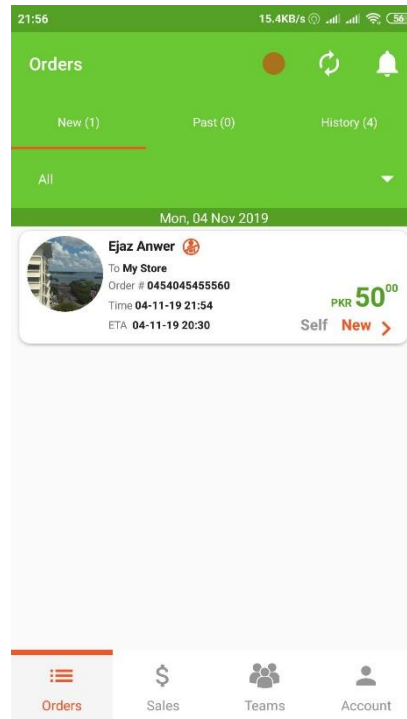 21:56 15.4KB/s 56
Orders
New (1) Past (0) History (4)
All
Mon, 04 Nov 2019
Ejaz Anwer
To My Store
Order # 0454045455560
Time 04-11-19 21:54
PKR 50⁰⁰
ETA 04-11-19 20:30
Self New
Orders Sales Teams Account